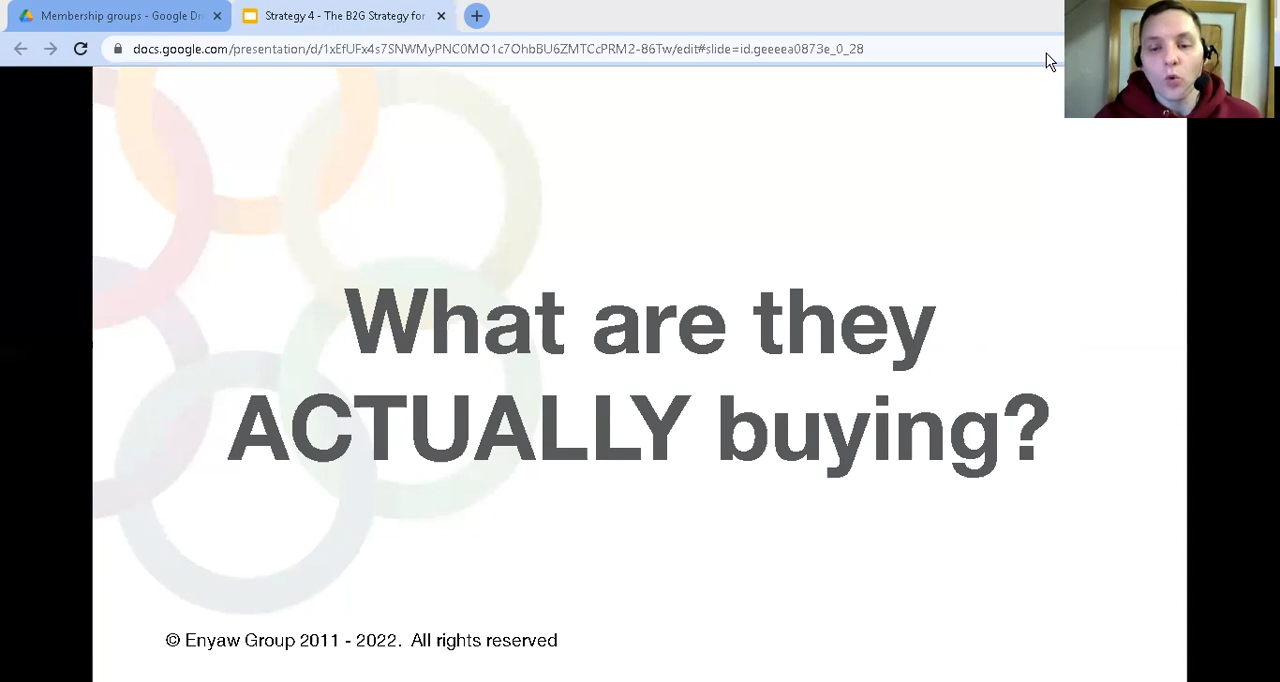 Membership groups - Google Dri
Strategy 4 - The B2G Strategy for
docs.google.com/presentation/d/1xEfUFx4s7SNWMyPNC0MO1c7OhbBU6ZMTCcPRM2-86Tw/edit#slide=id.geeeea0873e_0_28
What are they
ACTUALLY buying?
© Enyaw Group 2011 - 2022. All rights reserved